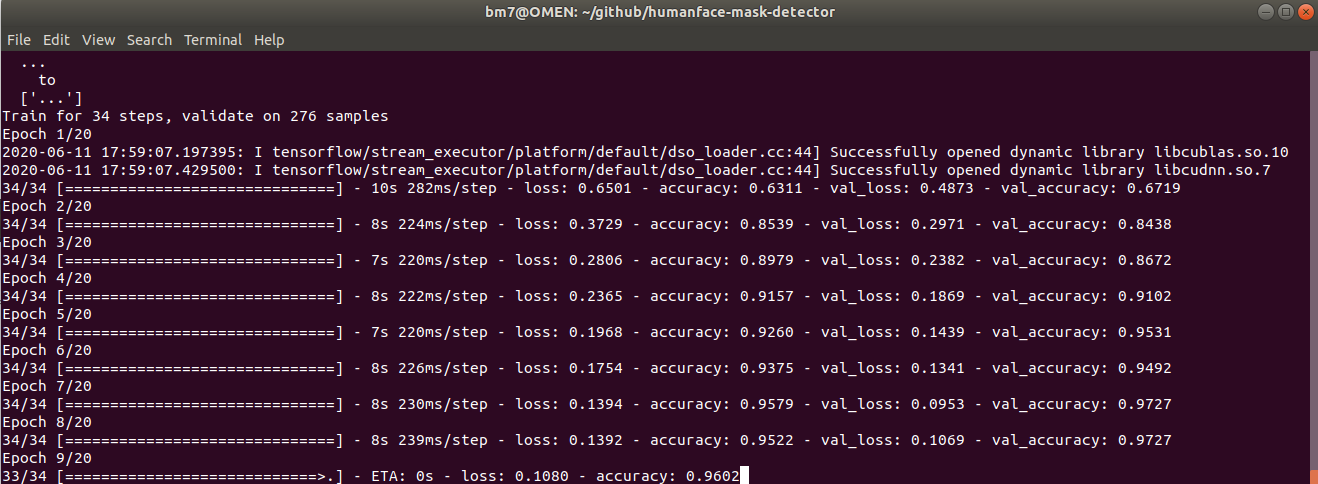 bm7@OMEN: ~/github/humanface-mask-detector
File Edit View Search Terminal Help
...
to
['...']
Train for 34 steps, validate on 276 samples
Epoch 1/20
2020-06-11 17:59:07.197395: I tensorflow/stream_executor/platform/default/dso_loader.cc:44] Successfully opened dynamic library libcublas.so.10
2020-06-11 17:59:07.429500: I tensorflow/stream_executor/platform/default/dso_loader.cc:44] Successfully opened dynamic library libcudnn.so.7
34/34 [==============================] - 10s 282ms/step - loss: 0.6501 - accuracy: 0.6311 - val_loss: 0.4873 - val_accuracy: 0.6719
Epoch 2/20
34/34 [==============================] - 8s 224ms/step - loss: 0.3729 - accuracy: 0.8539 - val_loss: 0.2971 - val_accuracy: 0.8438
Epoch 3/20
34/34 [==============================] - 7s 220ms/step - loss: 0.2806 - accuracy: 0.8979 - val_loss: 0.2382 - val_accuracy: 0.8672
Epoch 4/20
34/34 [==============================] - 8s 222ms/step - loss: 0.2365 - accuracy: 0.9157 - val_loss: 0.1869 - val_accuracy: 0.9102
Epoch 5/20
34/34 [==============================] - 7s 220ms/step - loss: 0.1968 - accuracy: 0.9260 - val_loss: 0.1439 - val_accuracy: 0.9531
Epoch 6/20
34/34 [==============================] - 8s 226ms/step - loss: 0.1754 - accuracy: 0.9375 - val_loss: 0.1341 - val_accuracy: 0.9492
Epoch 7/20
34/34 [==============================] - 8s 230ms/step - loss: 0.1394 - accuracy: 0.9579 - val_loss: 0.0953 - val_accuracy: 0.9727
Epoch 8/20
34/34 [==============================] - 8s 239ms/step - loss: 0.1392 - accuracy: 0.9522 - val_loss: 0.1069 - val_accuracy: 0.9727
Epoch 9/20
33/34 [============================>.] - ETA: 0s - loss: 0.1080 - accuracy: 0.9602